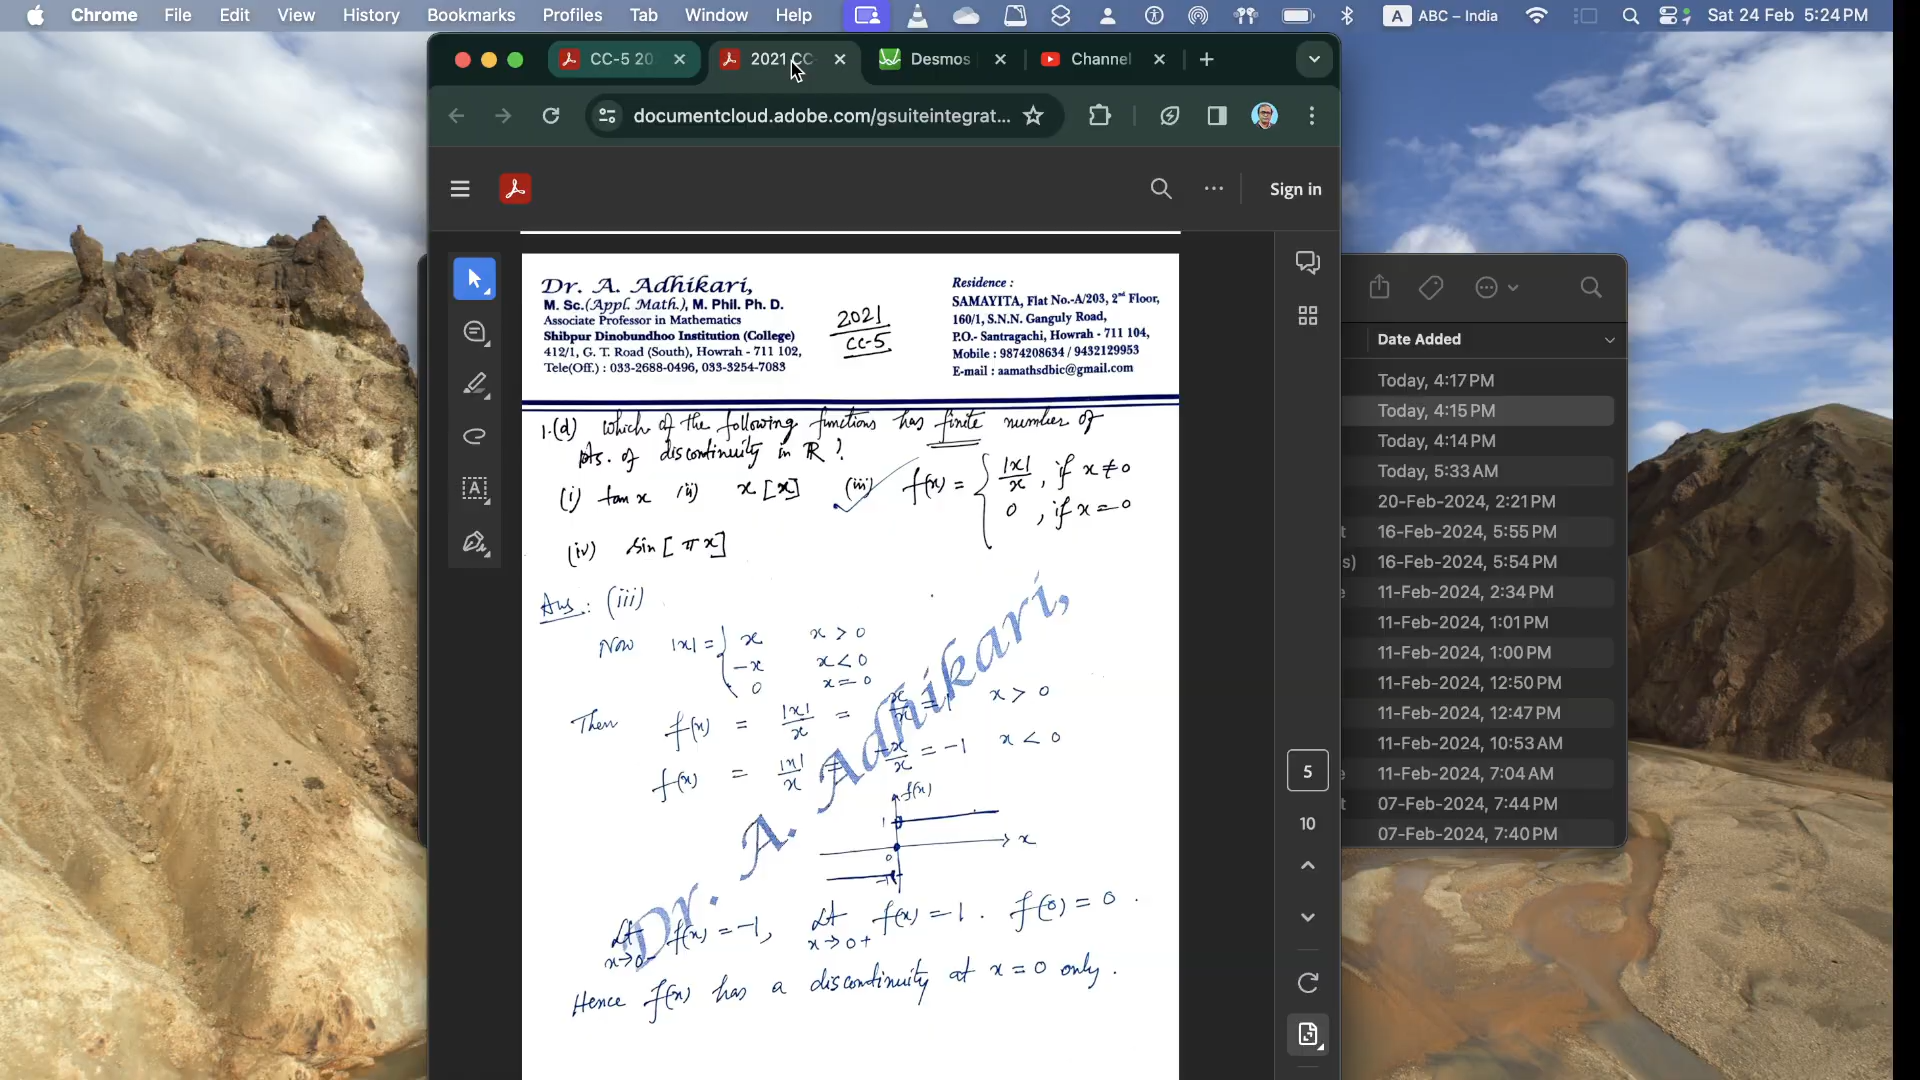 Chrome File Edit View History Bookmarks Profiles Tab Window Help A ABC – India Sat 24 Feb 5:24 PM
CC-5 20 2021 CC- Desmos Channel
documentcloud.adobe.com/gsuiteintegrat...
Sign in
Dr. A. Adhikari,
M. Sc.(Appl. Math.), M. Phil. Ph. D.
Associate Professor in Mathematics
Shibpur Dinobundhoo Institution (College)
412/1, G. T. Road (South), Howrah - 711 102,
Tele(Off.) : 033-2688-0496, 033-3254-7083
2021
CC-5
Residence :
SAMAYITA, Flat No.-A/203, 2nd Floor,
160/1, S.N.N. Ganguly Road,
P.O.- Santragachi, Howrah - 711 104,
Mobile : 9874208634 / 9432129953
E-mail : aamathsdbic@gmail.com
1.(d) Which of the following functions has finite number of
pts. of discontinuity in ℝ?
(i) tan x (ii) x [x] (iii) f(x) = { |x|/x , if x ≠ 0
0 , if x = 0
(iv) sin [πx]
Ans: (iii)
Now |x| = { x x > 0
-x x < 0
0 x = 0
Then f(x) = |x|/x = x/x = 1 x > 0
f(x) = |x|/x = -x/x = -1 x < 0
f(x)
1
x
0
-1
Lt x→0- f(x) = -1, Lt x→0+ f(x) = 1 . f(0) = 0 .
Hence f(x) has a discontinuity at x = 0 only.
Dr. A. Adhikari,
5
10
Date Added
Today, 4:17 PM
Today, 4:15 PM
Today, 4:14 PM
Today, 5:33 AM
20-Feb-2024, 2:21 PM
t 16-Feb-2024, 5:55 PM
s) 16-Feb-2024, 5:54 PM
e 11-Feb-2024, 2:34 PM
11-Feb-2024, 1:01 PM
11-Feb-2024, 1:00 PM
11-Feb-2024, 12:50 PM
11-Feb-2024, 12:47 PM
11-Feb-2024, 10:53 AM
e 11-Feb-2024, 7:04 AM
t 07-Feb-2024, 7:44 PM
07-Feb-2024, 7:40 PM